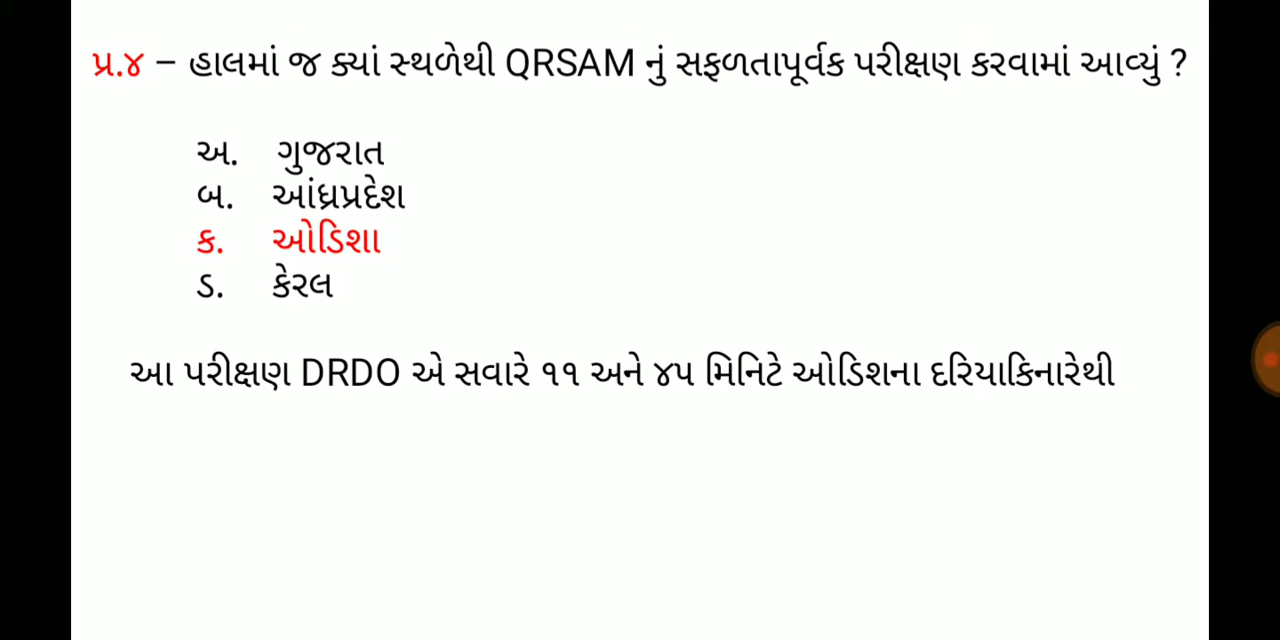 પ્ર.૪ – હાલમાં જ ક્યાં સ્થળેથી QRSAM નું સફળતાપૂર્વક પરીક્ષણ કરવામાં આવ્યું ?
અ. ગુજરાત
બ. આંધ્રપ્રદેશ
ક. ઓડિશા
ડ. કેરલ
આ પરીક્ષણ DRDO એ સવારે ૧૧ અને ૪૫ મિનિટે ઓડિશના દરિયાકિનારેથી